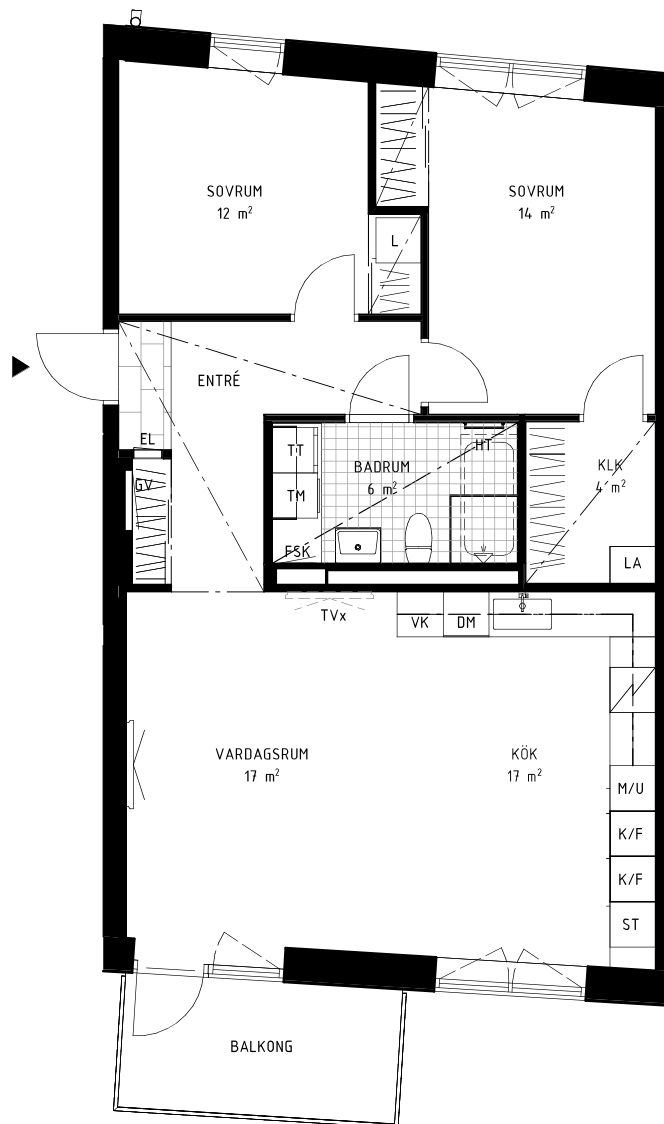 SOVRUM
12 m²
SOVRUM
14 m²
L
ENTRÉ
EL
GV
TT
TM
FSK
BADRUM
6 m²
HT
KLK
4 m²
LA
TVx
VK
DM
VARDAGSRUM
17 m²
KÖK
17 m²
M/U
K/F
K/F
ST
BALKONG